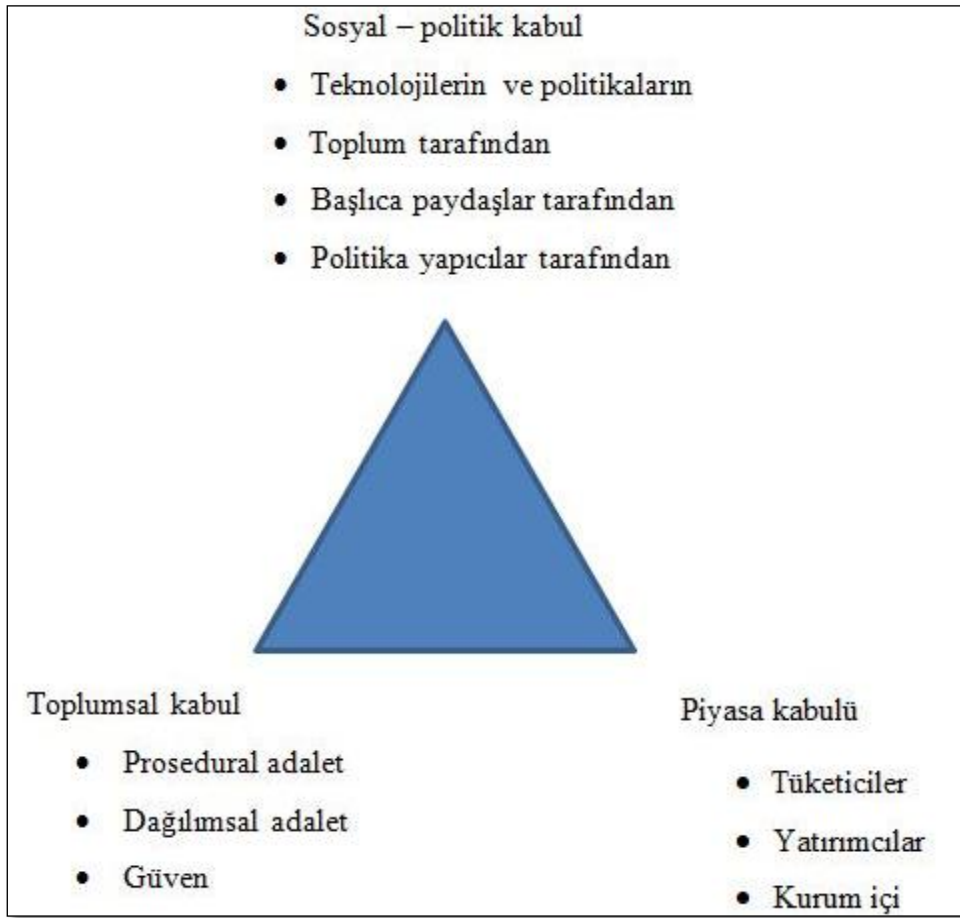 Sosyal – politik kabul
• Teknolojilerin ve politikaların
• Toplum tarafından
• Başlıca paydaşlar tarafından
• Politika yapıcılar tarafından
Toplumsal kabul
• Prosedural adalet
• Dağılımsal adalet
• Güven
Piyasa kabulü
• Tüketiciler
• Yatırımcılar
• Kurum içi